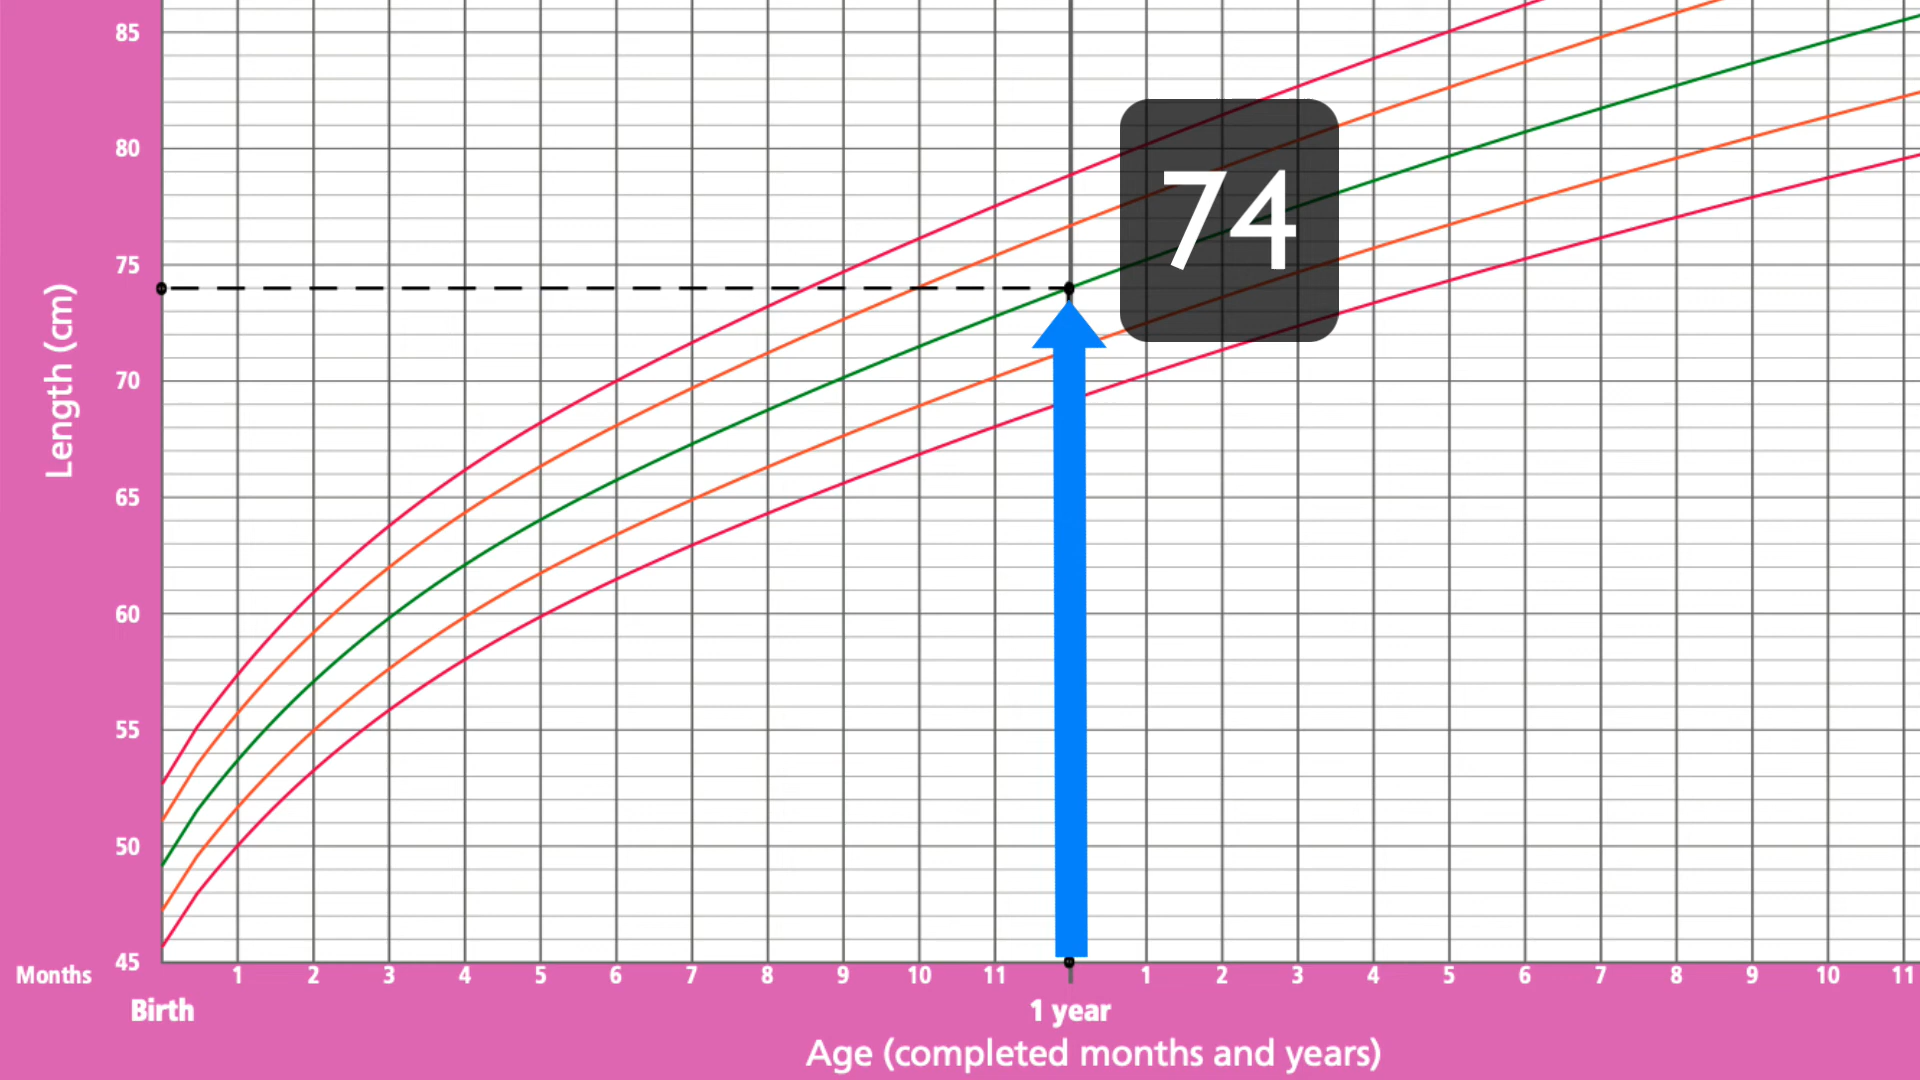 85
80
75
70
65
60
55
50
45
Length (cm)
74
Months 1 2 3 4 5 6 7 8 9 10 11 1 2 3 4 5 6 7 8 9 10 11
Birth 1 year
Age (completed months and years)